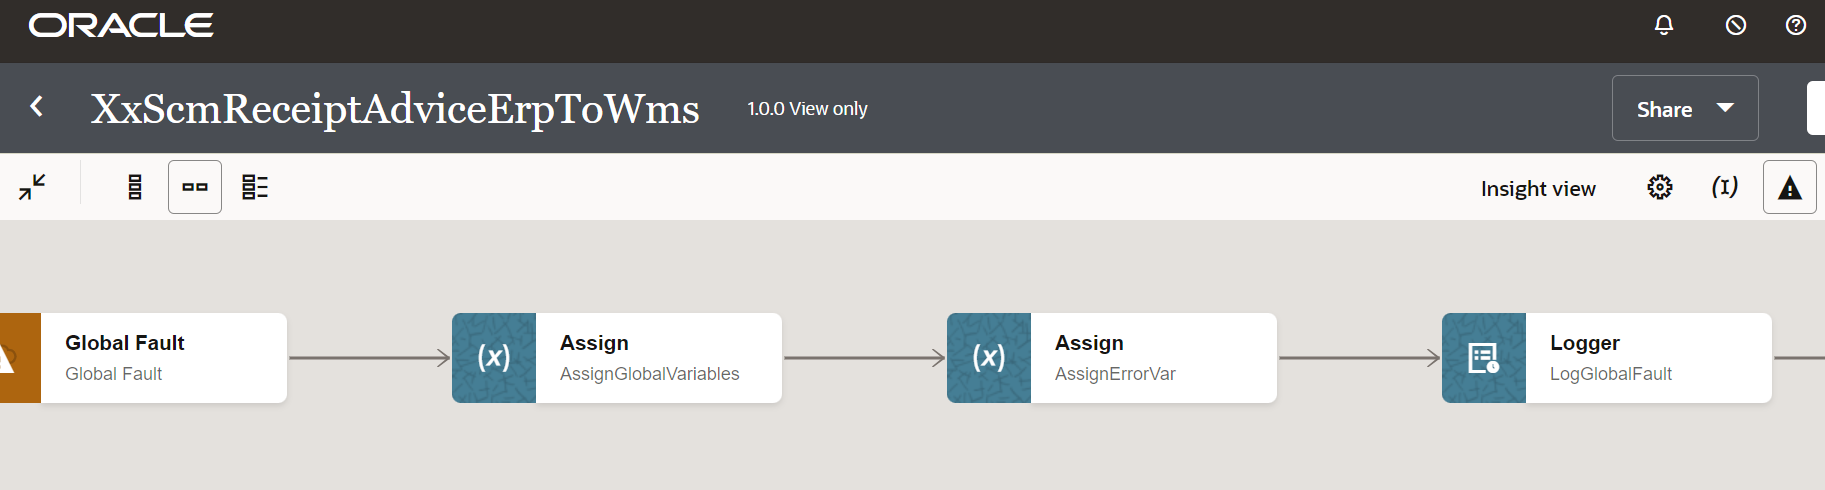 ORACLE
XxScmReceiptAdviceErpToWms
1.0.0 View only
Share
Insight view
(I)
Global Fault
Global Fault
(x)
Assign
AssignGlobalVariables
(x)
Assign
AssignErrorVar
Logger
LogGlobalFault